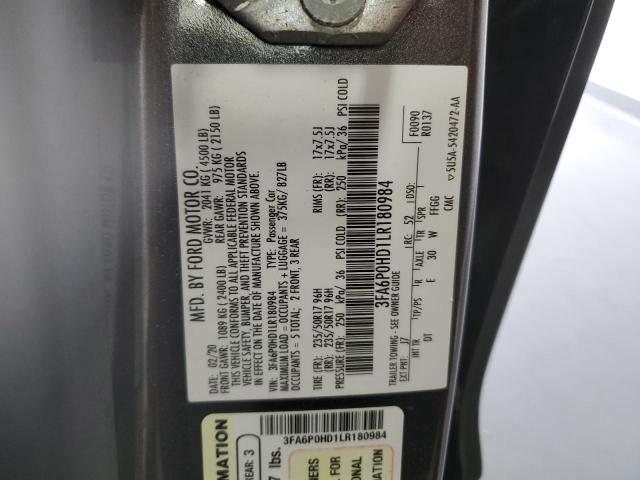 MFD. BY FORD MOTOR CO.
DATE: 02/20 GVWR: 2041 KG ( 4500 LB)
FRONT GAWR: 1089 KG ( 2400 LB) REAR GAWR: 975 KG ( 2150 LB)
THIS VEHICLE CONFORMS TO ALL APPLICABLE FEDERAL MOTOR
VEHICLE SAFETY, BUMPER, AND THEFT PREVENTION STANDARDS
IN EFFECT ON THE DATE OF MANUFACTURE SHOWN ABOVE.
VIN: 3FA6P0HD1LR180984 TYPE: Passenger Car
MAXIMUM LOAD = OCCUPANTS + LUGGAGE = 375KG/ 827LB
OCCUPANTS = 5 TOTAL; 2 FRONT, 3 REAR
TIRE (FR): 235/50R17 96H RIMS (FR): 17x7.5J
(RR): 235/50R17 96H (RR): 17x7.5J
PRESSURE (FR): 250 kPa/ 36 PSI COLD (RR): 250 kPa/ 36 PSI COLD
3FA6P0HD1LR180984
TRAILER TOWING - SEE OWNER GUIDE
F0090
R0137
EXT PNT: J7 RC: 52 DSO:
INT TR TP/PS R AXLE TR SPR
DT E 30 W FFGG
CMC
5U5A-5420472-AA
3FA6P0HD1LR180984
REAR: 3